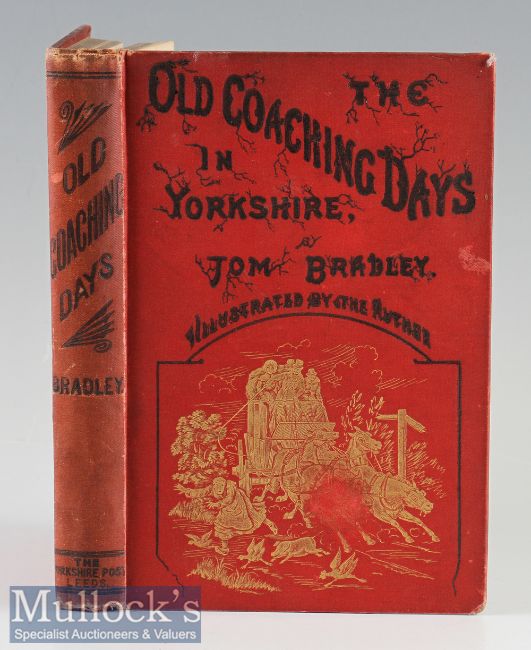 OLD
COACHING
DAYS
BRADLEY
THE
YORKSHIRE POST
LEEDS.
THE
OLD COACHING DAYS
IN
YORKSHIRE,
BY
TOM BRADLEY.
ILLUSTRATED BY THE AUTHOR
MULLOCK'S
Specialist Auctioneers & Valuers